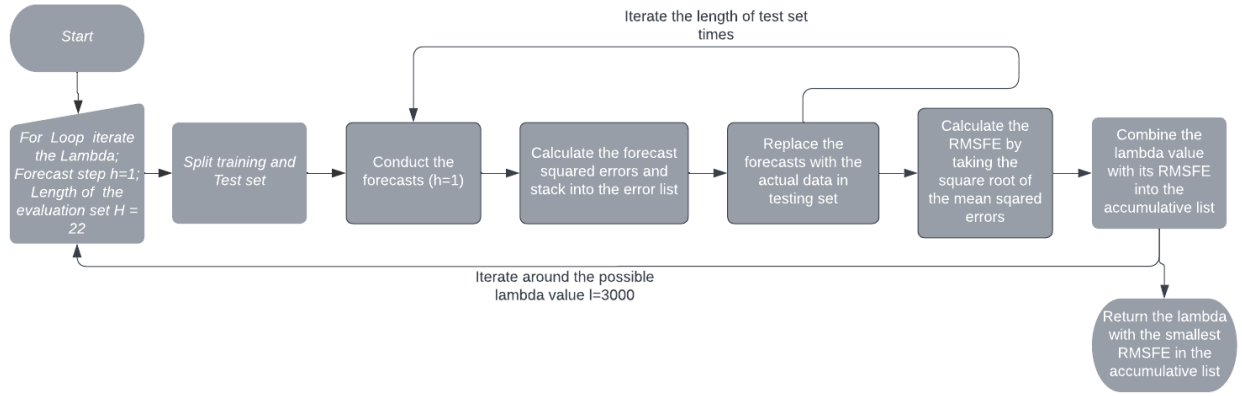 Iterate the length of test set
times
Start
For Loop iterate
the Lambda;
Forecast step h=1;
Length of the
evaluation set H =
22
Split training and
Test set
Conduct the
forecasts (h=1)
Calculate the forecast
squared errors and
stack into the error list
Replace the
forecasts with the
actual data in
testing set
Calculate the
RMSFE by
taking the
square root of
the mean sqared
errors
Combine the
lambda value
with its RMSFE
into the
accumulative list
Iterate around the possible
lambda value l=3000
Return the lambda
with the smallest
RMSFE in the
accumulative list